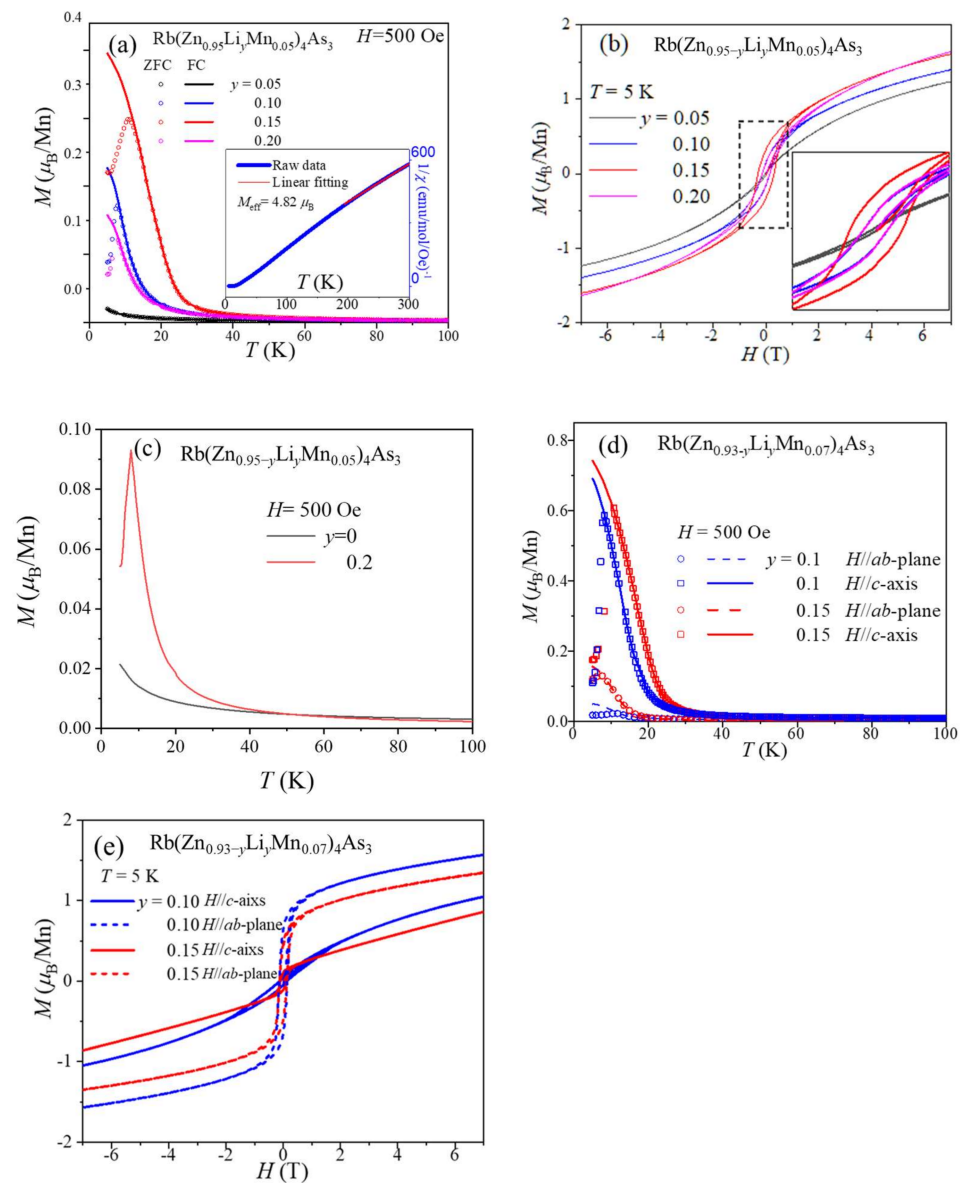 (a) Rb(Zn0.95LiyMn0.05)4As3 H=500 Oe
ZFC FC
y = 0.05
0.10
0.15
0.20
Raw data
Linear fitting
Meff= 4.82 μB
600
0
1/χ (emu/mol/Oe)-1
T (K)
0 100 200 300
0.4
0.3
0.2
0.1
0.0
M (μB/Mn)
0 20 40 60 80 100
T (K)
(b) Rb(Zn0.95-yLiyMn0.05)4As3
T = 5 K
y = 0.05
0.10
0.15
0.20
2
1
0
-1
-2
M (μB/Mn)
-6 -4 -2 0 2 4 6
H (T)
(c) Rb(Zn0.95-yLiyMn0.05)4As3
H= 500 Oe
y=0
0.2
0.10
0.08
0.06
0.04
0.02
0.00
M (μB/Mn)
0 20 40 60 80 100
T (K)
(d) Rb(Zn0.93-yLiyMn0.07)4As3
H = 500 Oe
y = 0.1 H//ab-plane
0.1 H//c-axis
0.15 H//ab-plane
0.15 H//c-axis
0.8
0.6
0.4
0.2
0.0
M (μB/Mn)
0 20 40 60 80 100
T (K)
(e) Rb(Zn0.93-yLiyMn0.07)4As3
T = 5 K
y = 0.10 H//c-aixs
0.10 H//ab-plane
0.15 H//c-aixs
0.15 H//ab-plane
2
1
0
-1
-2
M (μB/Mn)
-6 -4 -2 0 2 4 6
H (T)